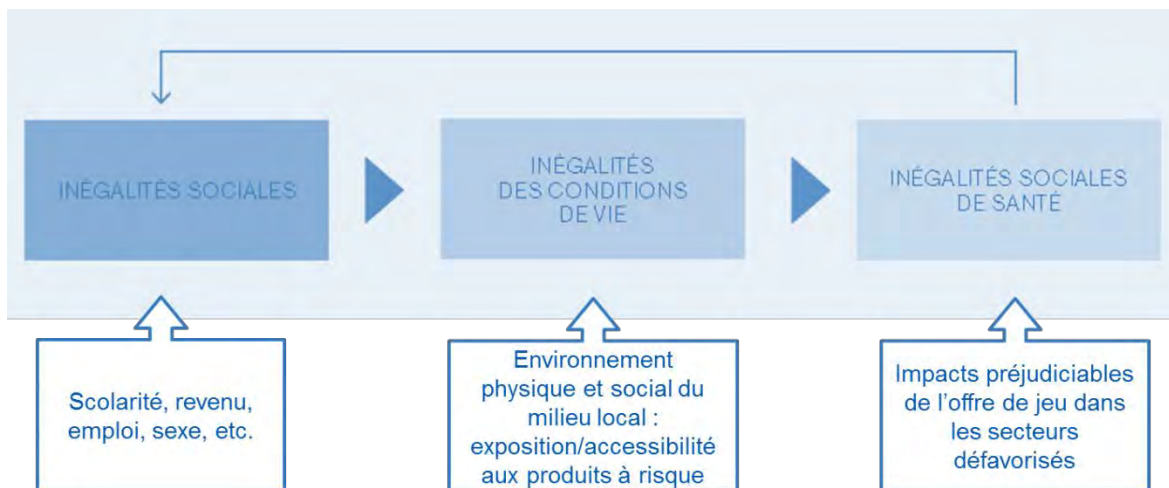 INÉGALITÉS SOCIALES
INÉGALITÉS
DES CONDITIONS
DE VIE
INÉGALITÉS SOCIALES
DE SANTÉ
Scolarité, revenu,
emploi, sexe, etc.
Environnement
physique et social du
milieu local :
exposition/accessibilité
aux produits à risque
Impacts préjudiciables
de l’offre de jeu dans
les secteurs
défavorisés